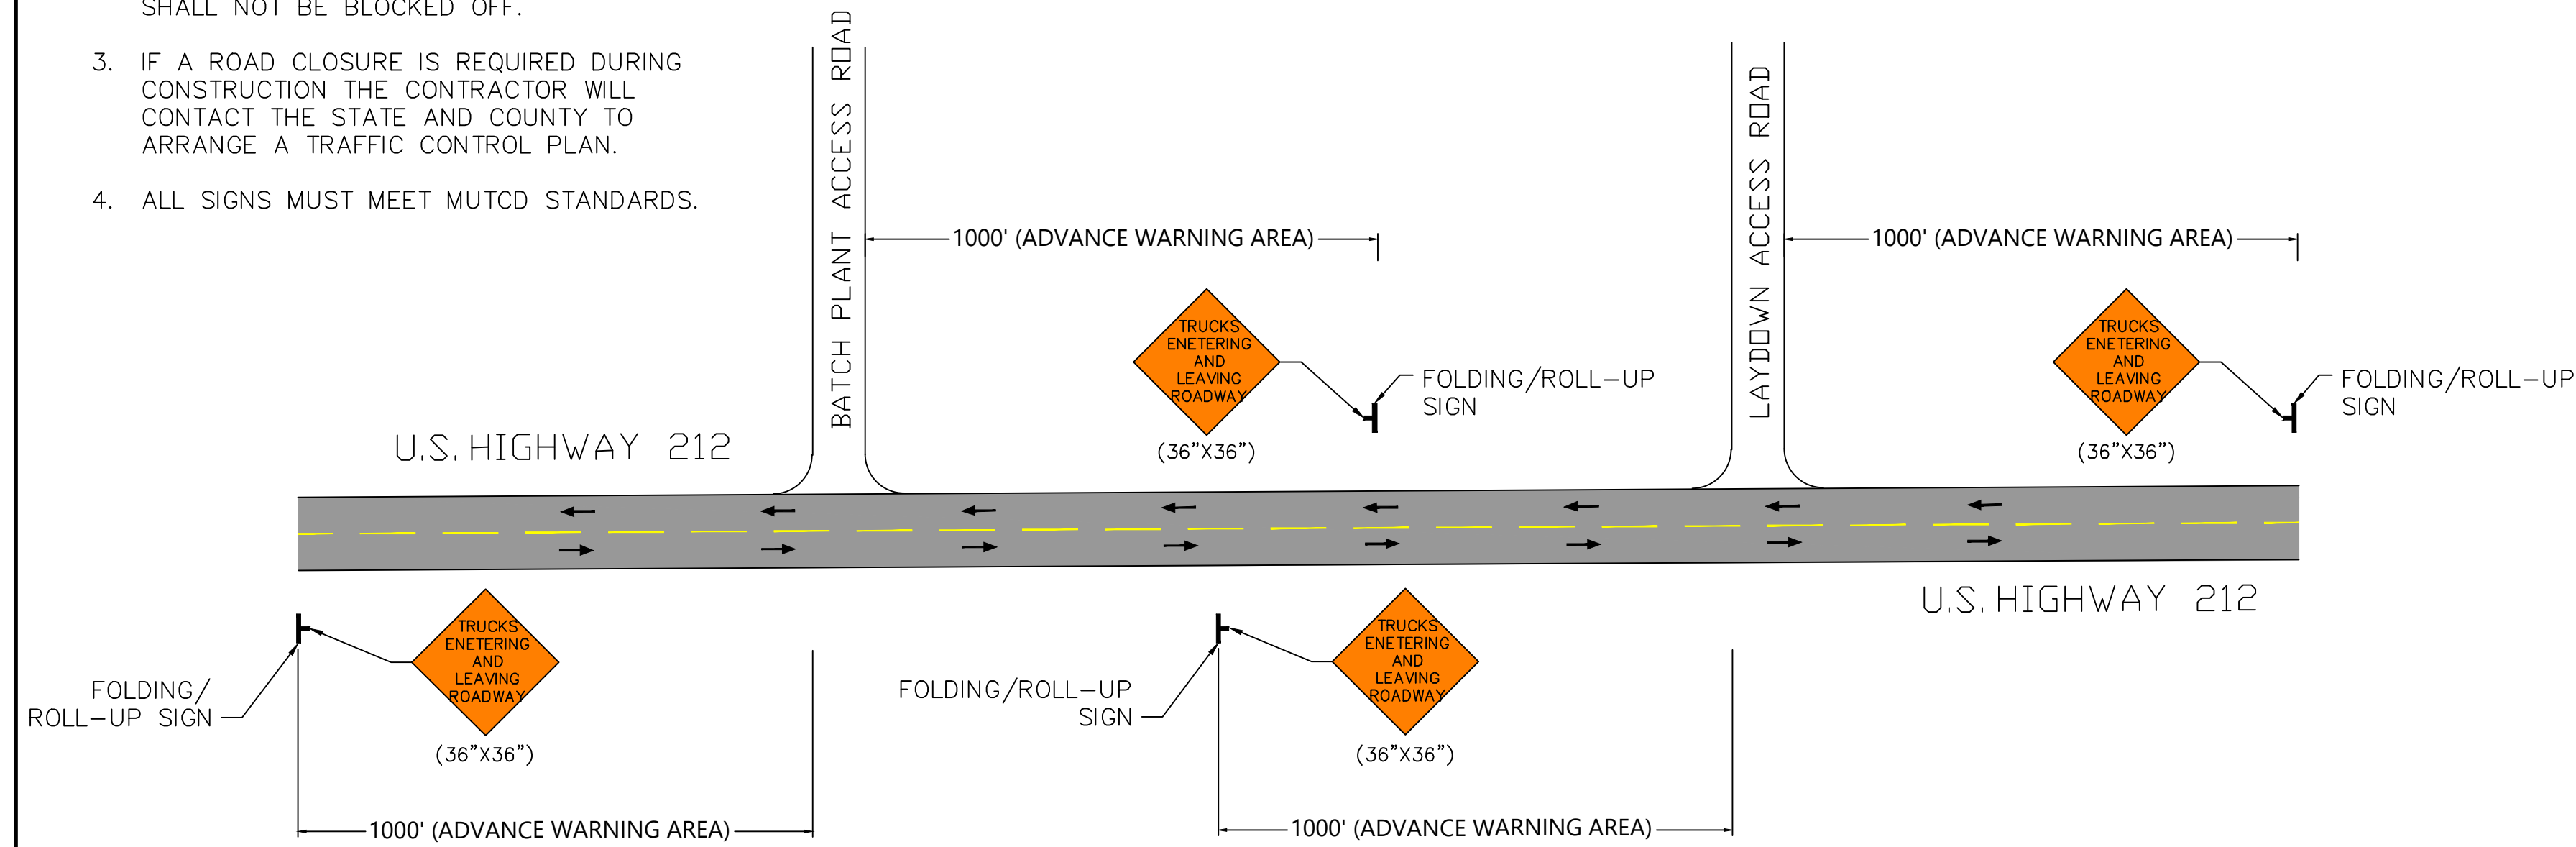 SHALL NOT BE BLOCKED OFF.
3. IF A ROAD CLOSURE IS REQUIRED DURING
CONSTRUCTION THE CONTRACTOR WILL
CONTACT THE STATE AND COUNTY TO
ARRANGE A TRAFFIC CONTROL PLAN.
4. ALL SIGNS MUST MEET MUTCD STANDARDS.
BATCH PLANT ACCESS ROAD
LAYDOWN ACCESS ROAD
1000' (ADVANCE WARNING AREA)
1000' (ADVANCE WARNING AREA)
TRUCKS
ENETERING
AND
LEAVING
ROADWAY
(36"X36")
FOLDING/ROLL-UP
SIGN
TRUCKS
ENETERING
AND
LEAVING
ROADWAY
(36"X36")
FOLDING/ROLL-UP
SIGN
U.S. HIGHWAY 212
U.S. HIGHWAY 212
FOLDING/
ROLL-UP SIGN
TRUCKS
ENETERING
AND
LEAVING
ROADWAY
(36"X36")
FOLDING/ROLL-UP
SIGN
TRUCKS
ENETERING
AND
LEAVING
ROADWAY
(36"X36")
1000' (ADVANCE WARNING AREA)
1000' (ADVANCE WARNING AREA)